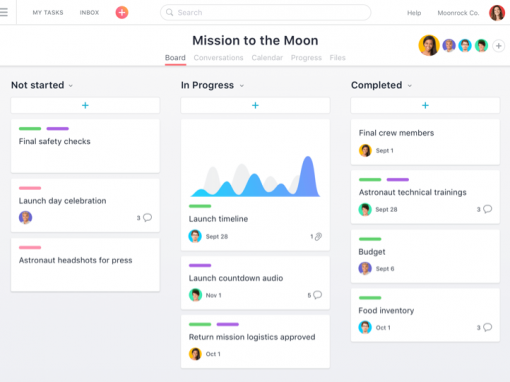 MY TASKS INBOX Search Help Moonrock Co.
Mission to the Moon
Board Conversations Calendar Progress Files
Not started
Final safety checks
Launch day celebration
3
Astronaut headshots for press
In Progress
Launch timeline
Sept 28 1
Launch countdown audio
Nov 1 5
Return mission logistics approved
Oct 1
Completed
Final crew members
Sept 1
Astronaut technical trainings
Sept 28 3
Budget
Sept 6
Food inventory
Oct 1 3